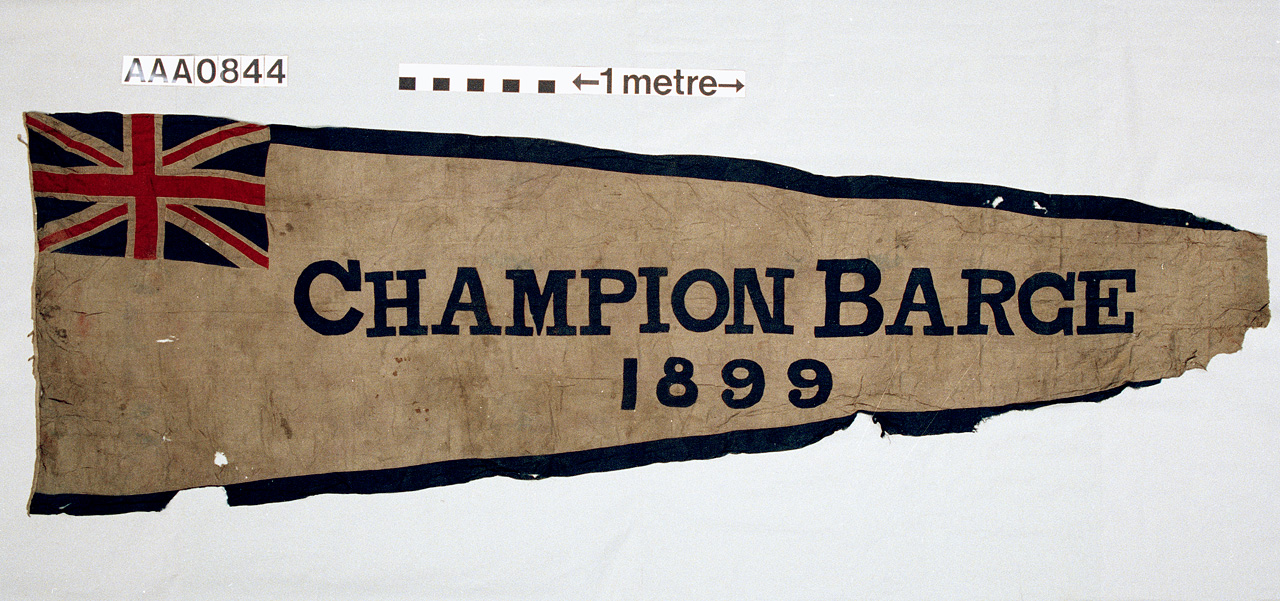 AAA0844
←1 metre→
CHAMPION BARGE
1899